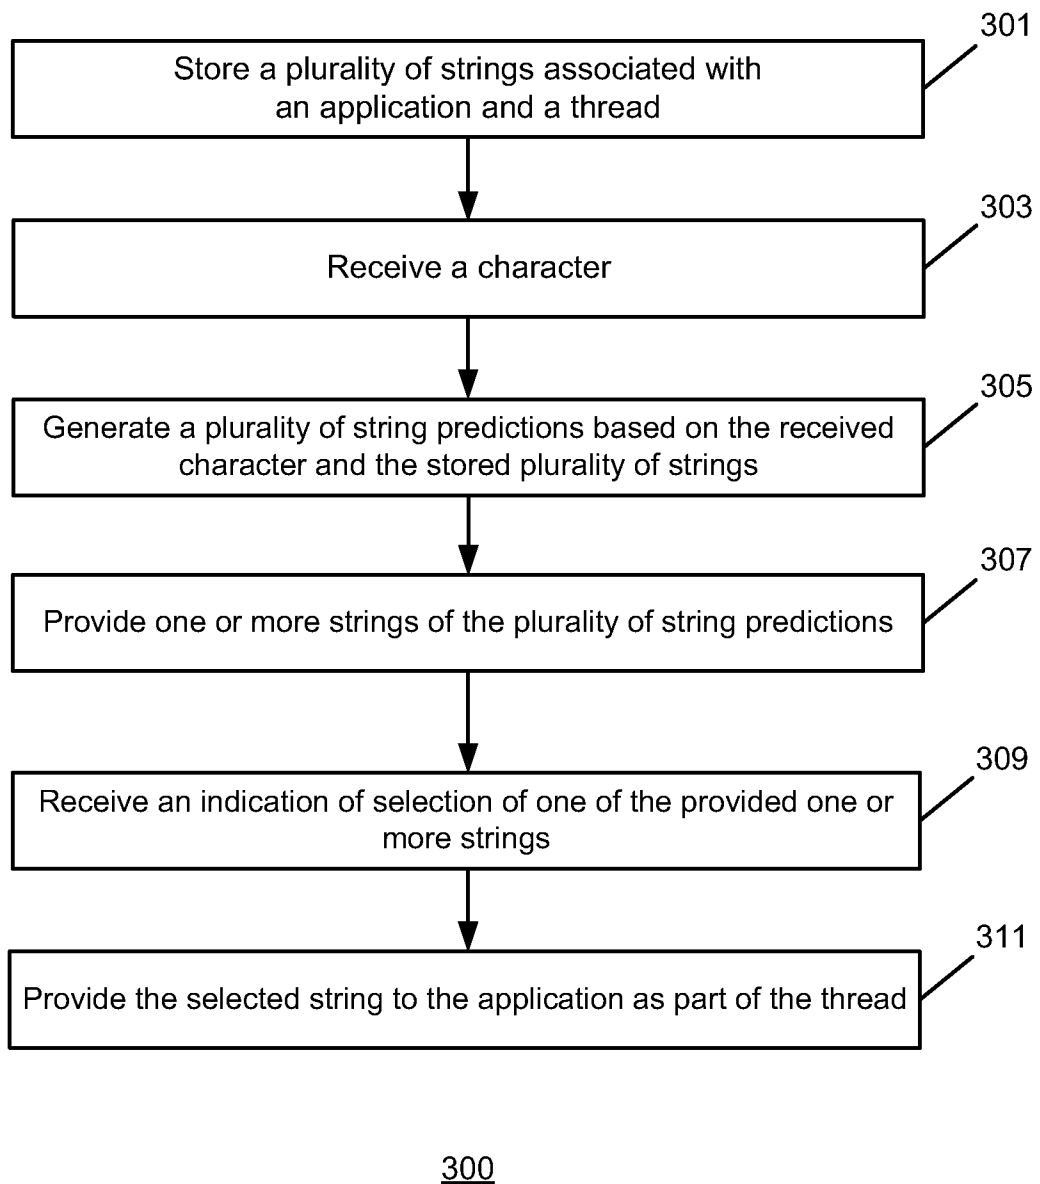 301
Store a plurality of strings associated with
an application and a thread
303
Receive a character
305
Generate a plurality of string predictions based on the received
character and the stored plurality of strings
307
Provide one or more strings of the plurality of string predictions
309
Receive an indication of selection of one of the provided one or
more strings
311
Provide the selected string to the application as part of the thread
300